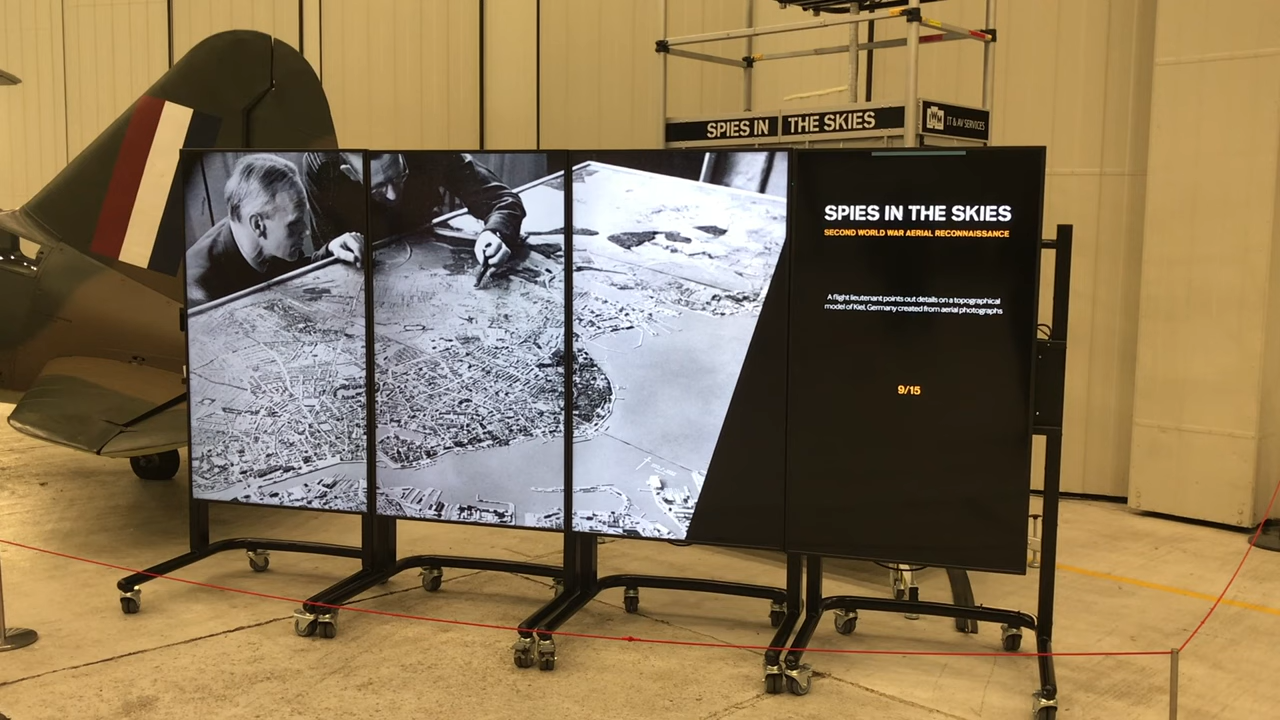 SPIES IN THE SKIES
IWM IT & AV SERVICES
SPIES IN THE SKIES
SECOND WORLD WAR AERIAL RECONNAISSANCE
A flight lieutenant points out details on a topographical
model of Kiel, Germany created from aerial photographs
9/15